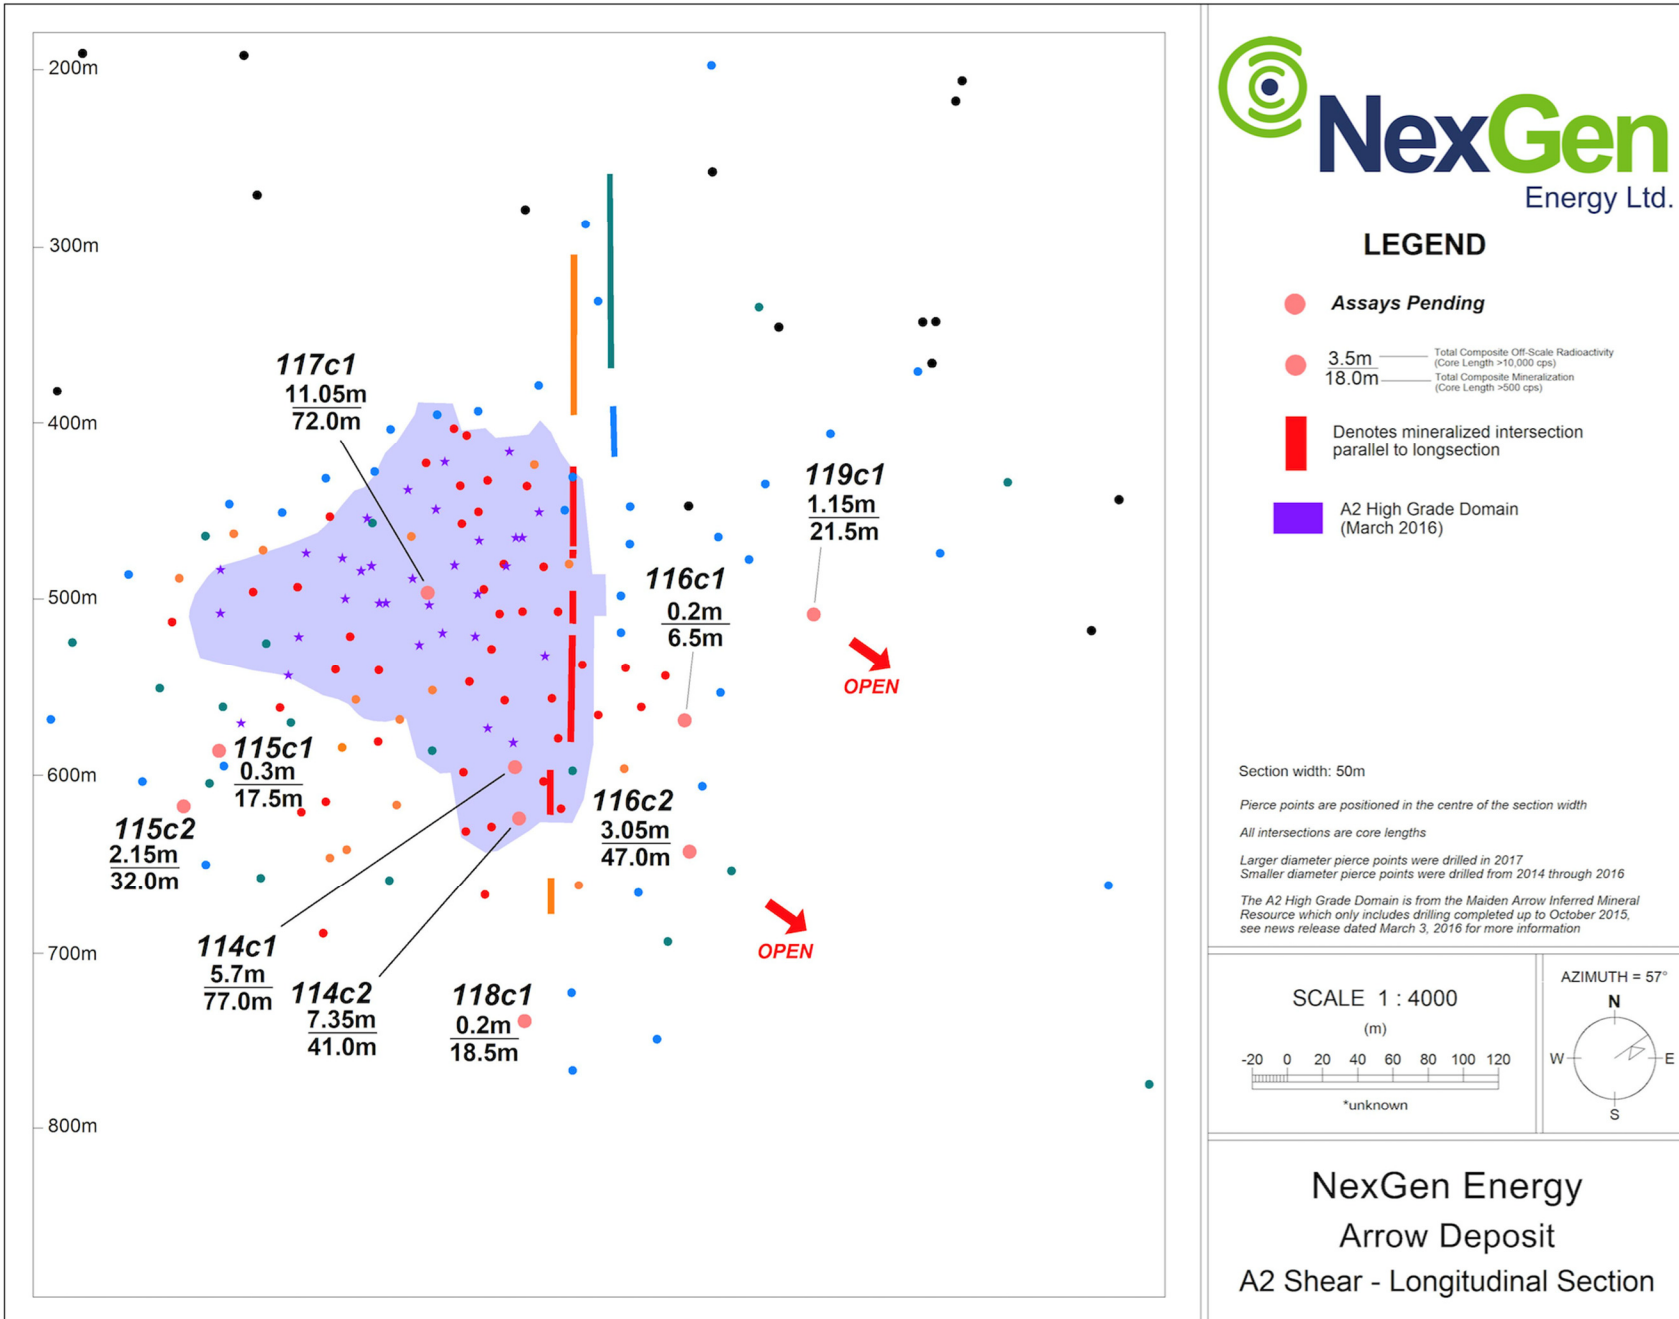 200m
300m
400m
500m
600m
700m
800m
117c1
11.05m
72.0m
119c1
1.15m
21.5m
116c1
0.2m
6.5m
OPEN
115c1
0.3m
17.5m
115c2
2.15m
32.0m
116c2
3.05m
47.0m
OPEN
114c1
5.7m
77.0m
114c2
7.35m
41.0m
118c1
0.2m
18.5m
NexGen
Energy Ltd.
LEGEND
Assays Pending
3.5m
18.0m
Total Composite Off-Scale Radioactivity
(Core Length >10,000 cps)
Total Composite Mineralization
(Core Length >500 cps)
Denotes mineralized intersection
parallel to longsection
A2 High Grade Domain
(March 2016)
Section width: 50m
Pierce points are positioned in the centre of the section width
All intersections are core lengths
Larger diameter pierce points were drilled in 2017
Smaller diameter pierce points were drilled from 2014 through 2016
The A2 High Grade Domain is from the Maiden Arrow Inferred Mineral
Resource which only includes drilling completed up to October 2015,
see news release dated March 3, 2016 for more information
SCALE 1 : 4000
(m)
-20 0 20 40 60 80 100 120
*unknown
AZIMUTH = 57°
N
W E
S
NexGen Energy
Arrow Deposit
A2 Shear - Longitudinal Section